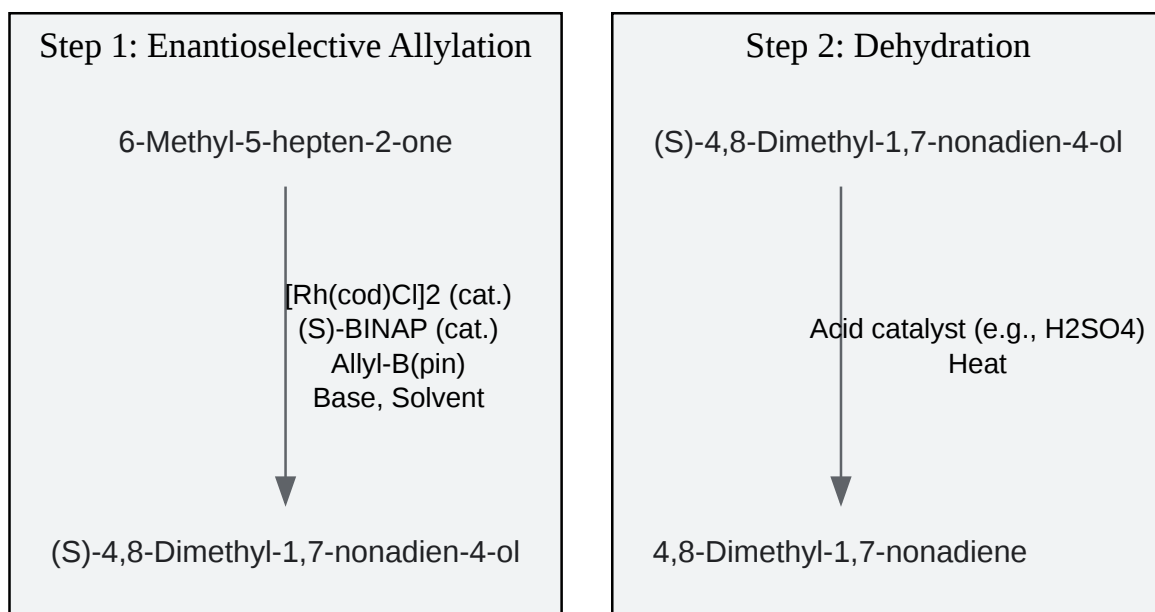 Step 1: Enantioselective Allylation
6-Methyl-5-hepten-2-one
[Rh(cod)Cl]2 (cat.)
(S)-BINAP (cat.)
Allyl-B(pin)
Base, Solvent
(S)-4,8-Dimethyl-1,7-nonadien-4-ol
Step 2: Dehydration
(S)-4,8-Dimethyl-1,7-nonadien-4-ol
Acid catalyst (e.g., H2SO4)
Heat
4,8-Dimethyl-1,7-nonadiene